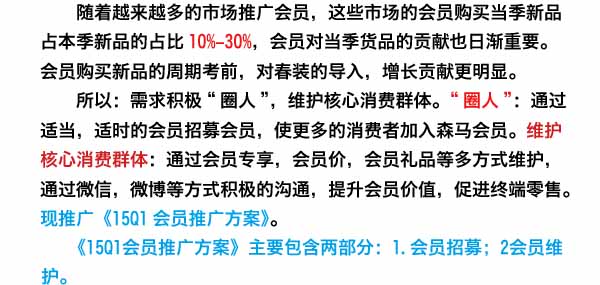 随着越来越多的市场推广会员，这些市场的会员购买当季新品
占本季新品的占比 10%-30%，会员对当季货品的贡献也日渐重要。
会员购买新品的周期考前，对春装的导入，增长贡献更明显。
所以：需求积极“圈人”，维护核心消费群体。“圈人”：通过
适当，适时的会员招募会员，使更多的消费者加入森马会员。维护
核心消费群体：通过会员专享，会员价，会员礼品等多方式维护，
通过微信，微博等方式积极的沟通，提升会员价值，促进终端零售。
现推广《15Q1 会员推广方案》。
《15Q1会员推广方案》主要包含两部分：1. 会员招募；2会员维
护。